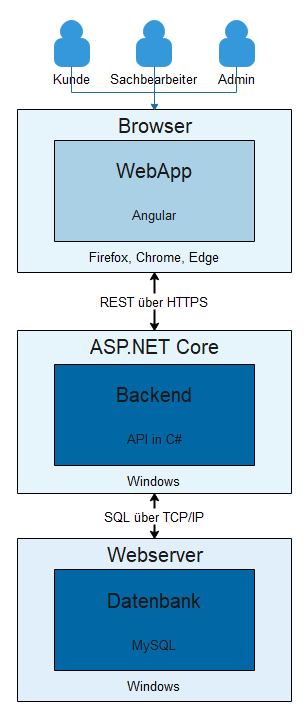 Kunde Sachbearbeiter Admin
Browser
WebApp
Angular
Firefox, Chrome, Edge
REST über HTTPS
ASP.NET Core
Backend
API in C#
Windows
SQL über TCP/IP
Webserver
Datenbank
MySQL
Windows